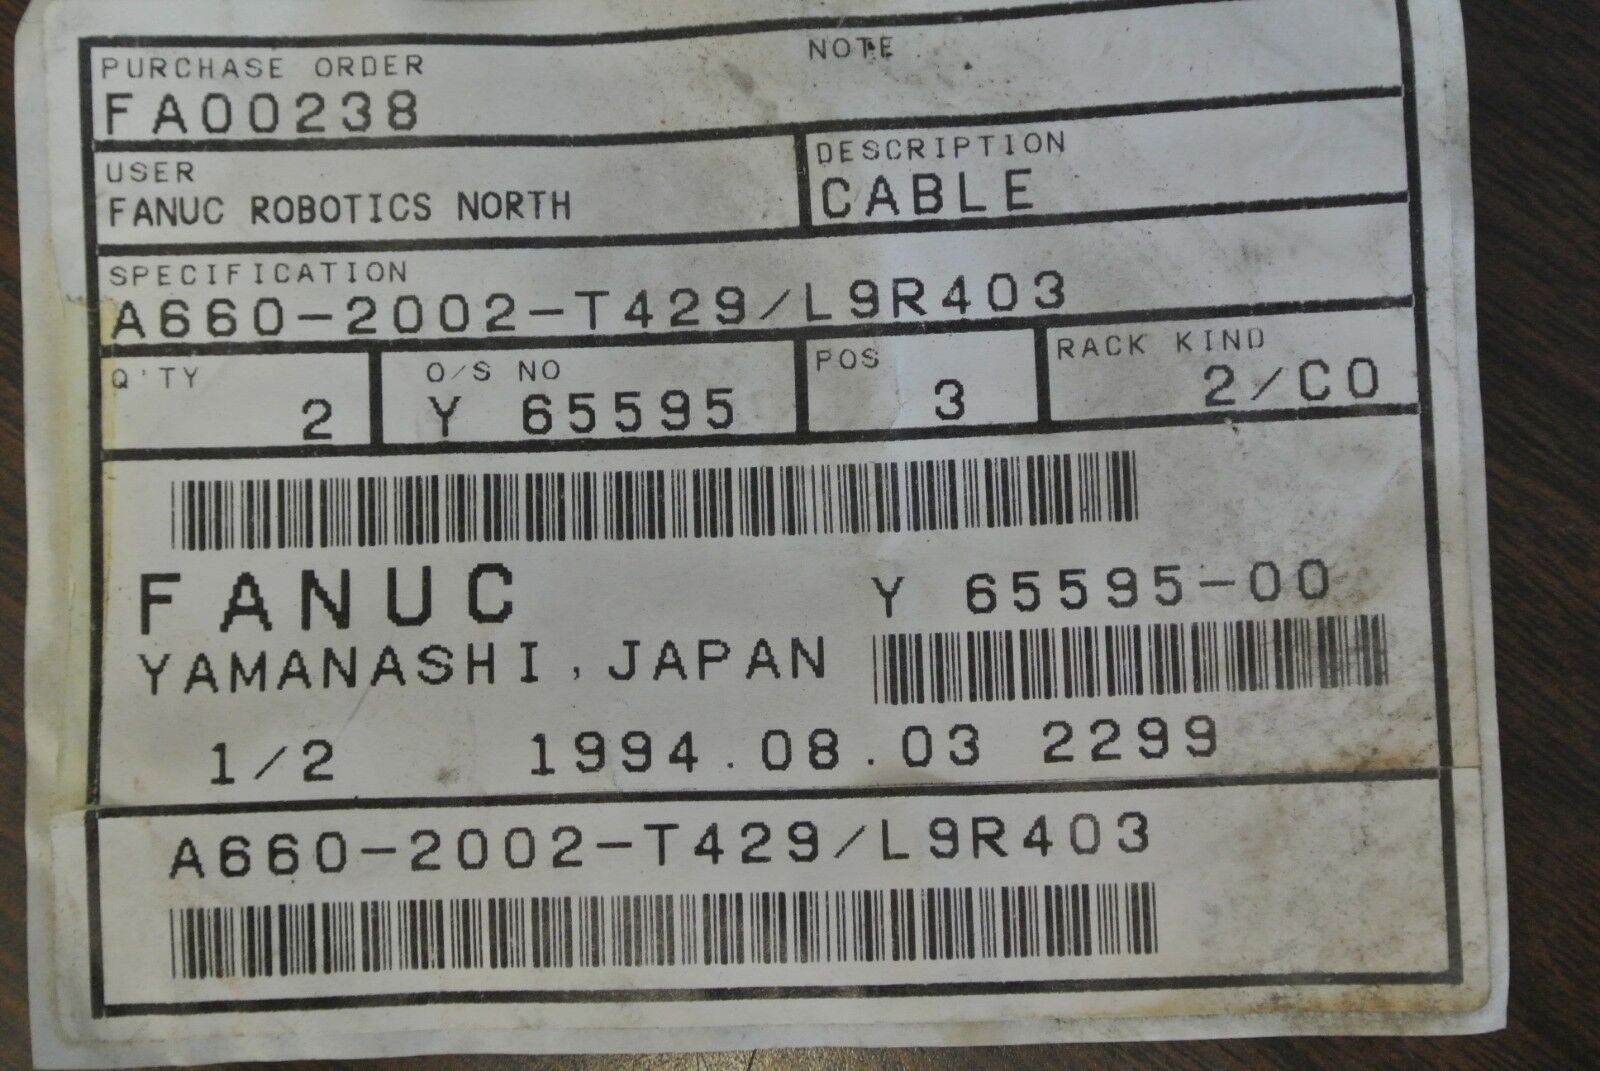 PURCHASE ORDER NOTE
FA00238
USER DESCRIPTION
FANUC ROBOTICS NORTH CABLE
SPECIFICATION
A660-2002-T429/L9R403
Q'TY O/S NO POS RACK KIND
2 Y 65595 3 2/CO
FANUC Y 65595-00
YAMANASHI, JAPAN
1/2 1994.08.03 2299
A660-2002-T429/L9R403